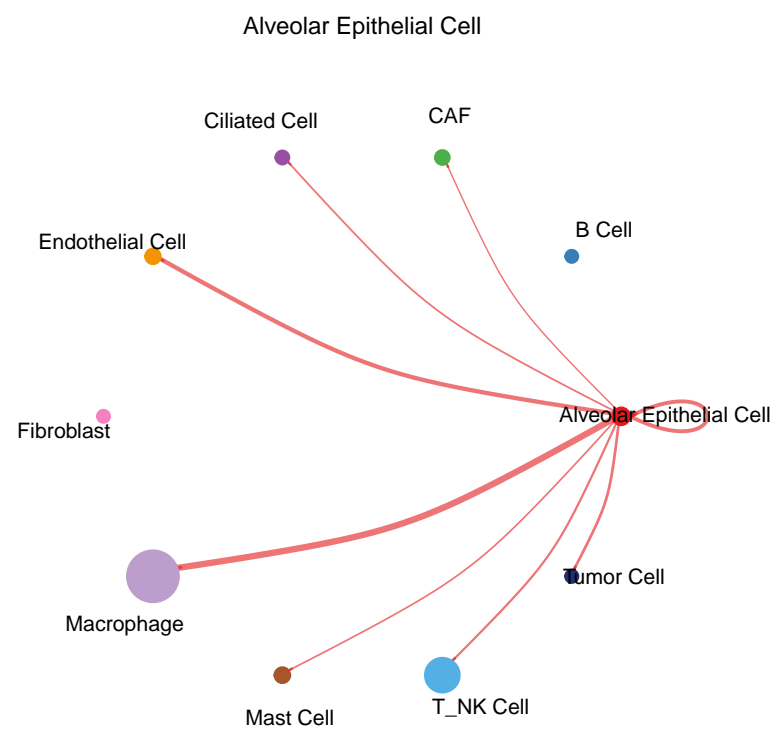 Alveolar Epithelial Cell
CAF
Ciliated Cell
B Cell
Endothelial Cell
Alveolar Epithelial Cell
Fibroblast
Tumor Cell
Macrophage
T_NK Cell
Mast Cell